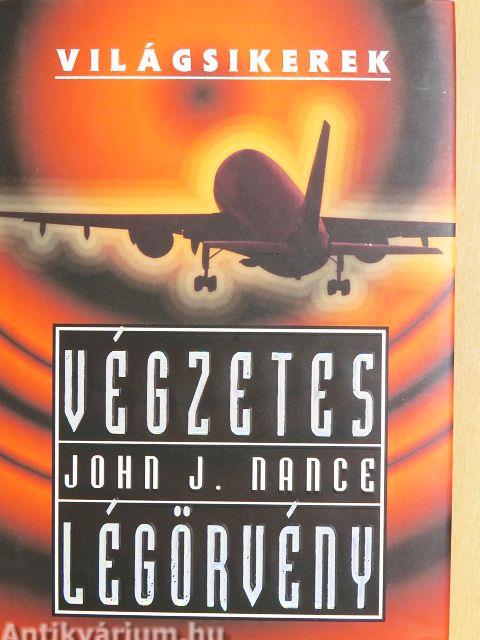 VILÁGSIKEREK
VÉGZETES
JOHN J. NANCE
LÉGÖRVÉNY
Antikvárium.hu